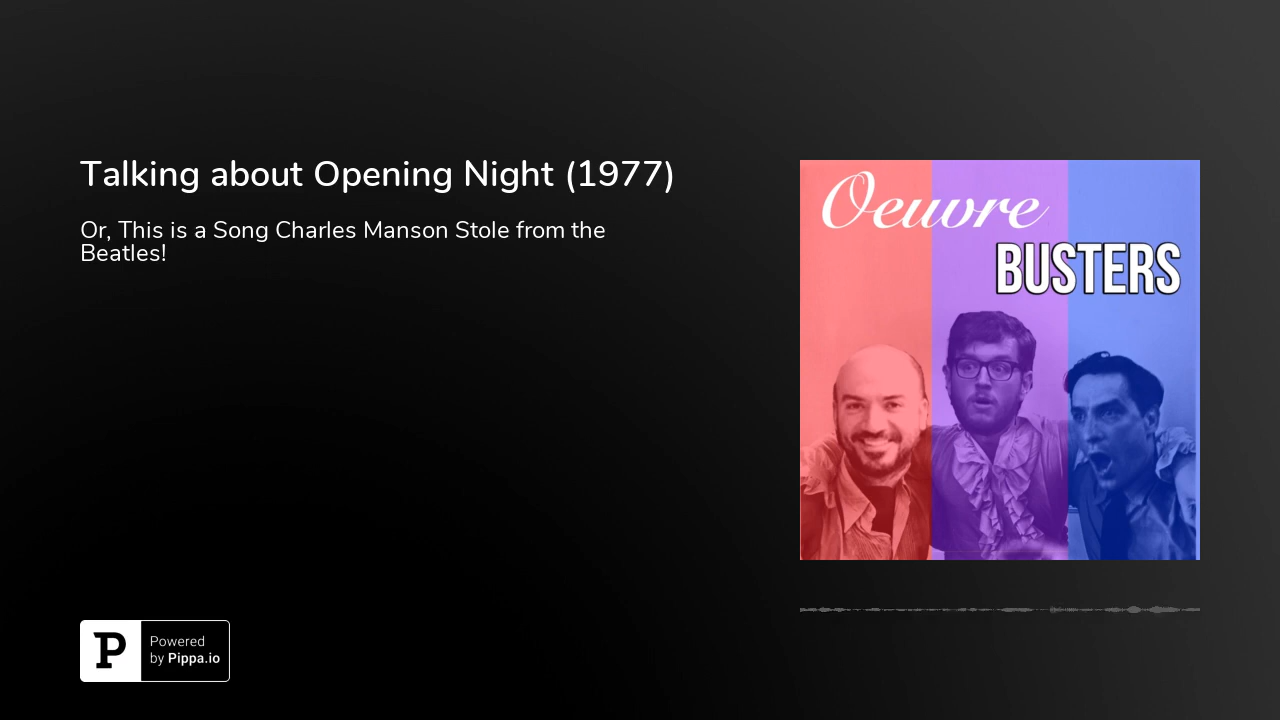 Talking about Opening Night (1977)
Or, This is a Song Charles Manson Stole from the
Beatles!
Oeuvre
BUSTERS
P
Powered
by Pippa.io